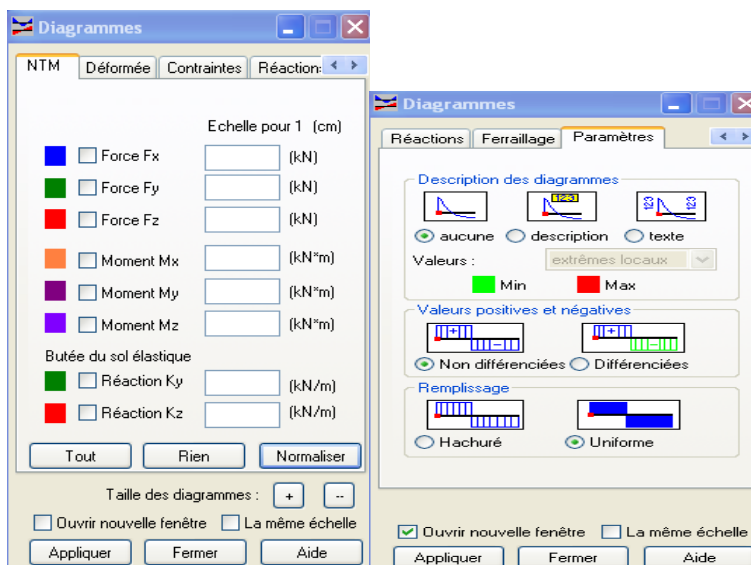 Diagrammes
NTM Déformée Contraintes Réactions
Echelle pour 1 (cm)
Force Fx (kN)
Force Fy (kN)
Force Fz (kN)
Moment Mx (kN*m)
Moment My (kN*m)
Moment Mz (kN*m)
Butée du sol élastique
Réaction Ky (kN/m)
Réaction Kz (kN/m)
Tout Rien Normaliser
Taille des diagrammes : + --
Ouvrir nouvelle fenêtre La même échelle
Appliquer Fermer Aide
Diagrammes
Réactions Ferraillage Paramètres
Description des diagrammes
aucune description texte
Valeurs : extrêmes locaux
Min Max
Valeurs positives et négatives
Non différenciées Différenciées
Remplissage
Hachuré Uniforme
Ouvrir nouvelle fenêtre La même échelle
Appliquer Fermer Aide